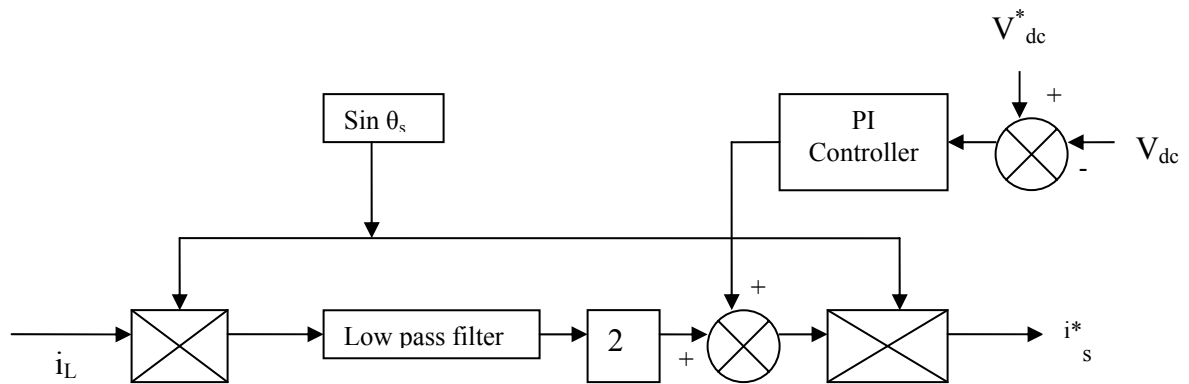 V*dc
Sin θs
PI
Controller
+
-
Vdc
+
iL
Low pass filter
2
+
i*s